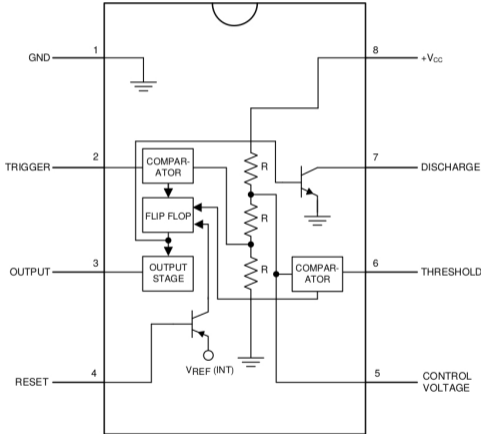 1
8
GND
+VCC
2
7
TRIGGER
COMPAR-
ATOR
R
DISCHARGE
FLIP FLOP
R
3
6
OUTPUT
OUTPUT
STAGE
R
COMPAR-
ATOR
THRESHOLD
VREF (INT)
4
5
RESET
CONTROL
VOLTAGE